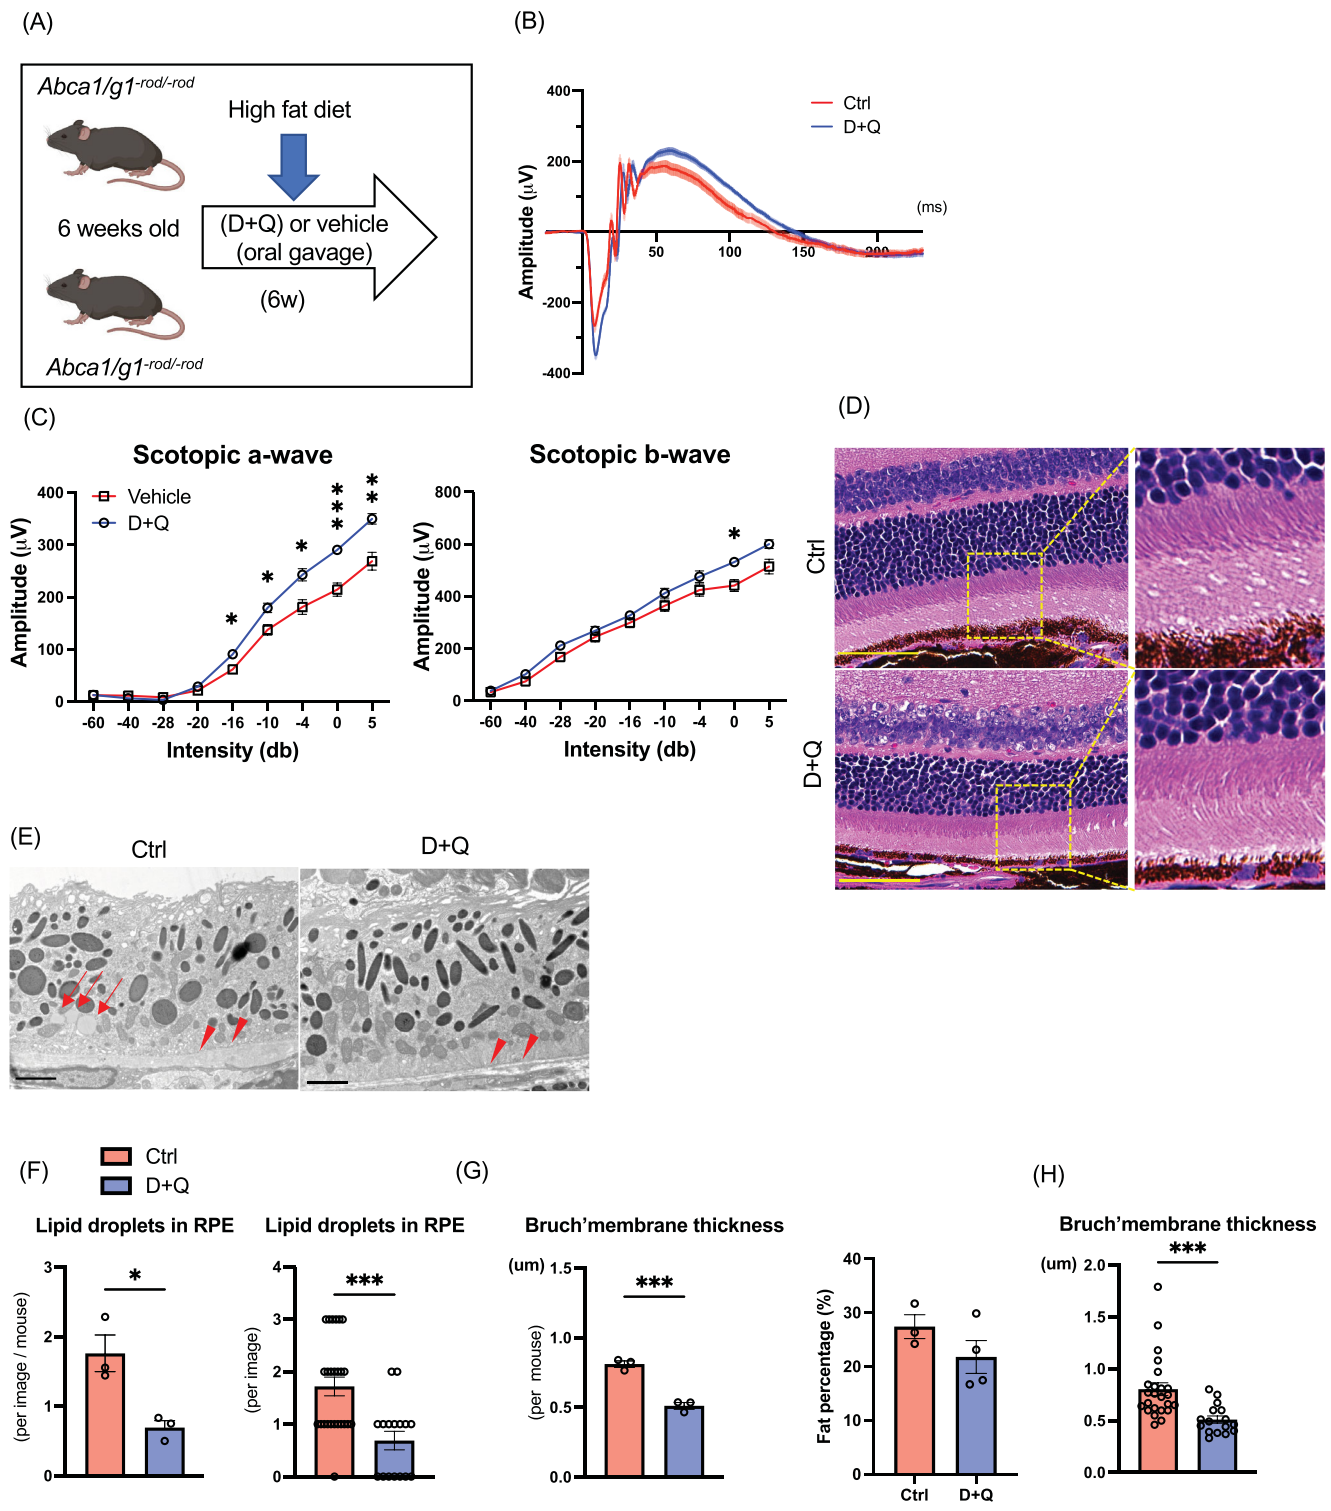 (A)
Abca1/g1-rod/-rod
High fat diet
6 weeks old
(D+Q) or vehicle
(oral gavage)
(6w)
Abca1/g1-rod/-rod
(B)
Ctrl
D+Q
Amplitude (µV)
400
200
-200
-400
50
100
150
200
(ms)
(C)
Scotopic a-wave
Vehicle
D+Q
Amplitude (µV)
400
300
200
100
0
* * * *** **
-60 -40 -28 -20 -16 -10 -4 0 5
Intensity (db)
Scotopic b-wave
Amplitude (µV)
800
600
400
200
0
*
-60 -40 -28 -20 -16 -10 -4 0 5
Intensity (db)
(D)
Ctrl
D+Q
(E)
Ctrl
D+Q
(F)
Ctrl
D+Q
Lipid droplets in RPE
(per image / mouse)
3
2
1
0
*
Lipid droplets in RPE
(per image)
4
3
2
1
0
***
(G)
Bruch'membrane thickness
(um)
(per mouse)
1.5
1.0
0.5
0.0
***
Fat percentage (%)
40
30
20
10
0
Ctrl D+Q
(H)
Bruch'membrane thickness
(um)
2.0
1.5
1.0
0.5
0.0
***